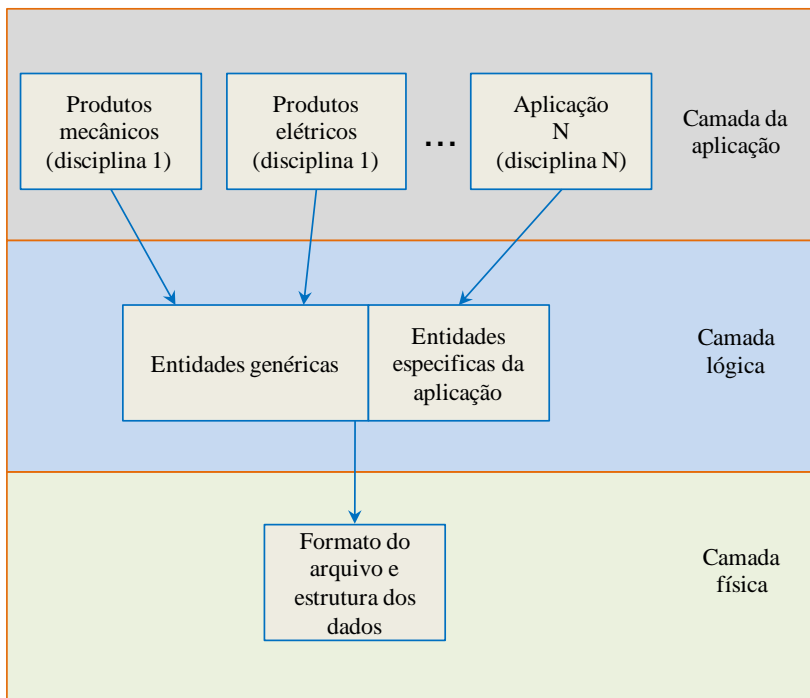 Produtos
mecânicos
(disciplina 1)
Produtos
elétricos
(disciplina 1)
...
Aplicação
N
(disciplina N)
Camada da
aplicação
Entidades genéricas
Entidades
especificas da
aplicação
Camada
lógica
Formato do
arquivo e
estrutura dos
dados
Camada
física